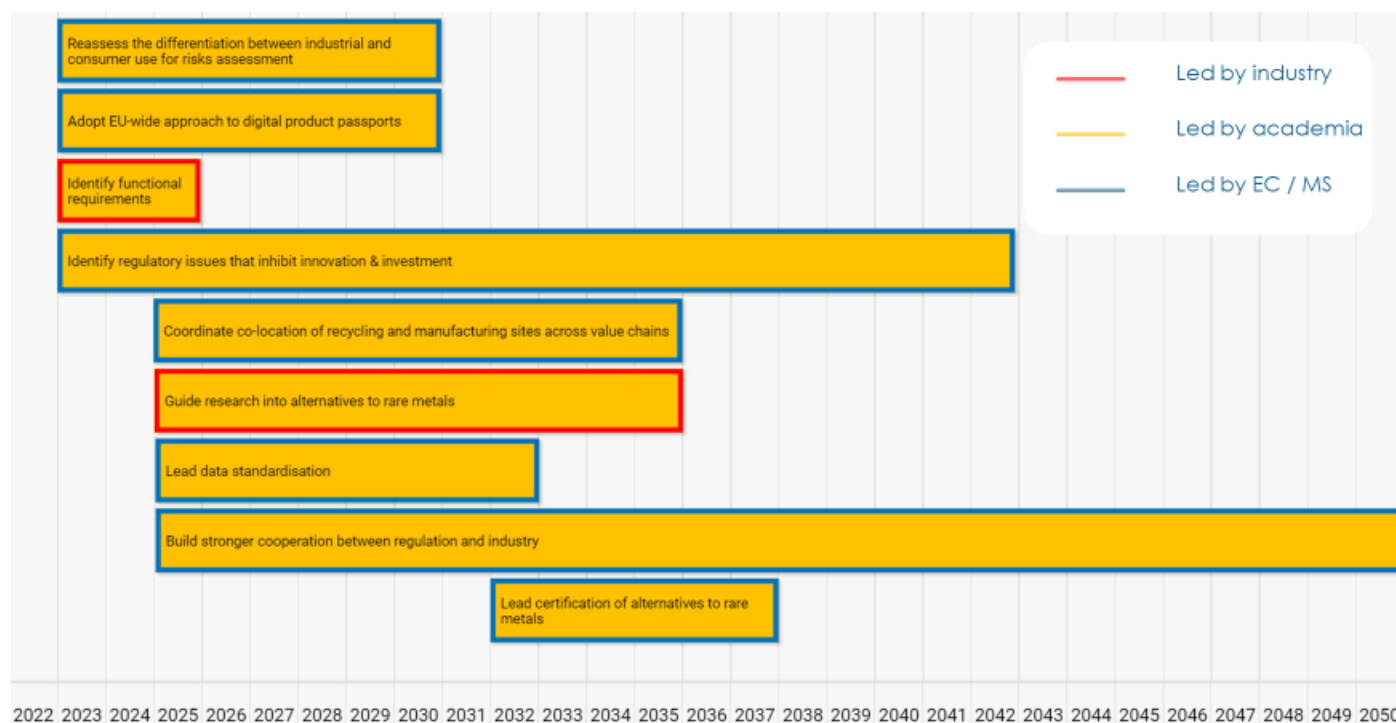 Reassess the differentiation between industrial and
consumer use for risks assessment
Led by industry
Adopt EU-wide approach to digital product passports
Led by academia
Identify functional
requirements
Led by EC / MS
Identify regulatory issues that inhibit innovation & investment
Coordinate co-location of recycling and manufacturing sites across value chains
Guide research into alternatives to rare metals
Lead data standardisation
Build stronger cooperation between regulation and industry
Lead certification of alternatives to rare
metals
2022 2023 2024 2025 2026 2027 2028 2029 2030 2031 2032 2033 2034 2035 2036 2037 2038 2039 2040 2041 2042 2043 2044 2045 2046 2047 2048 2049